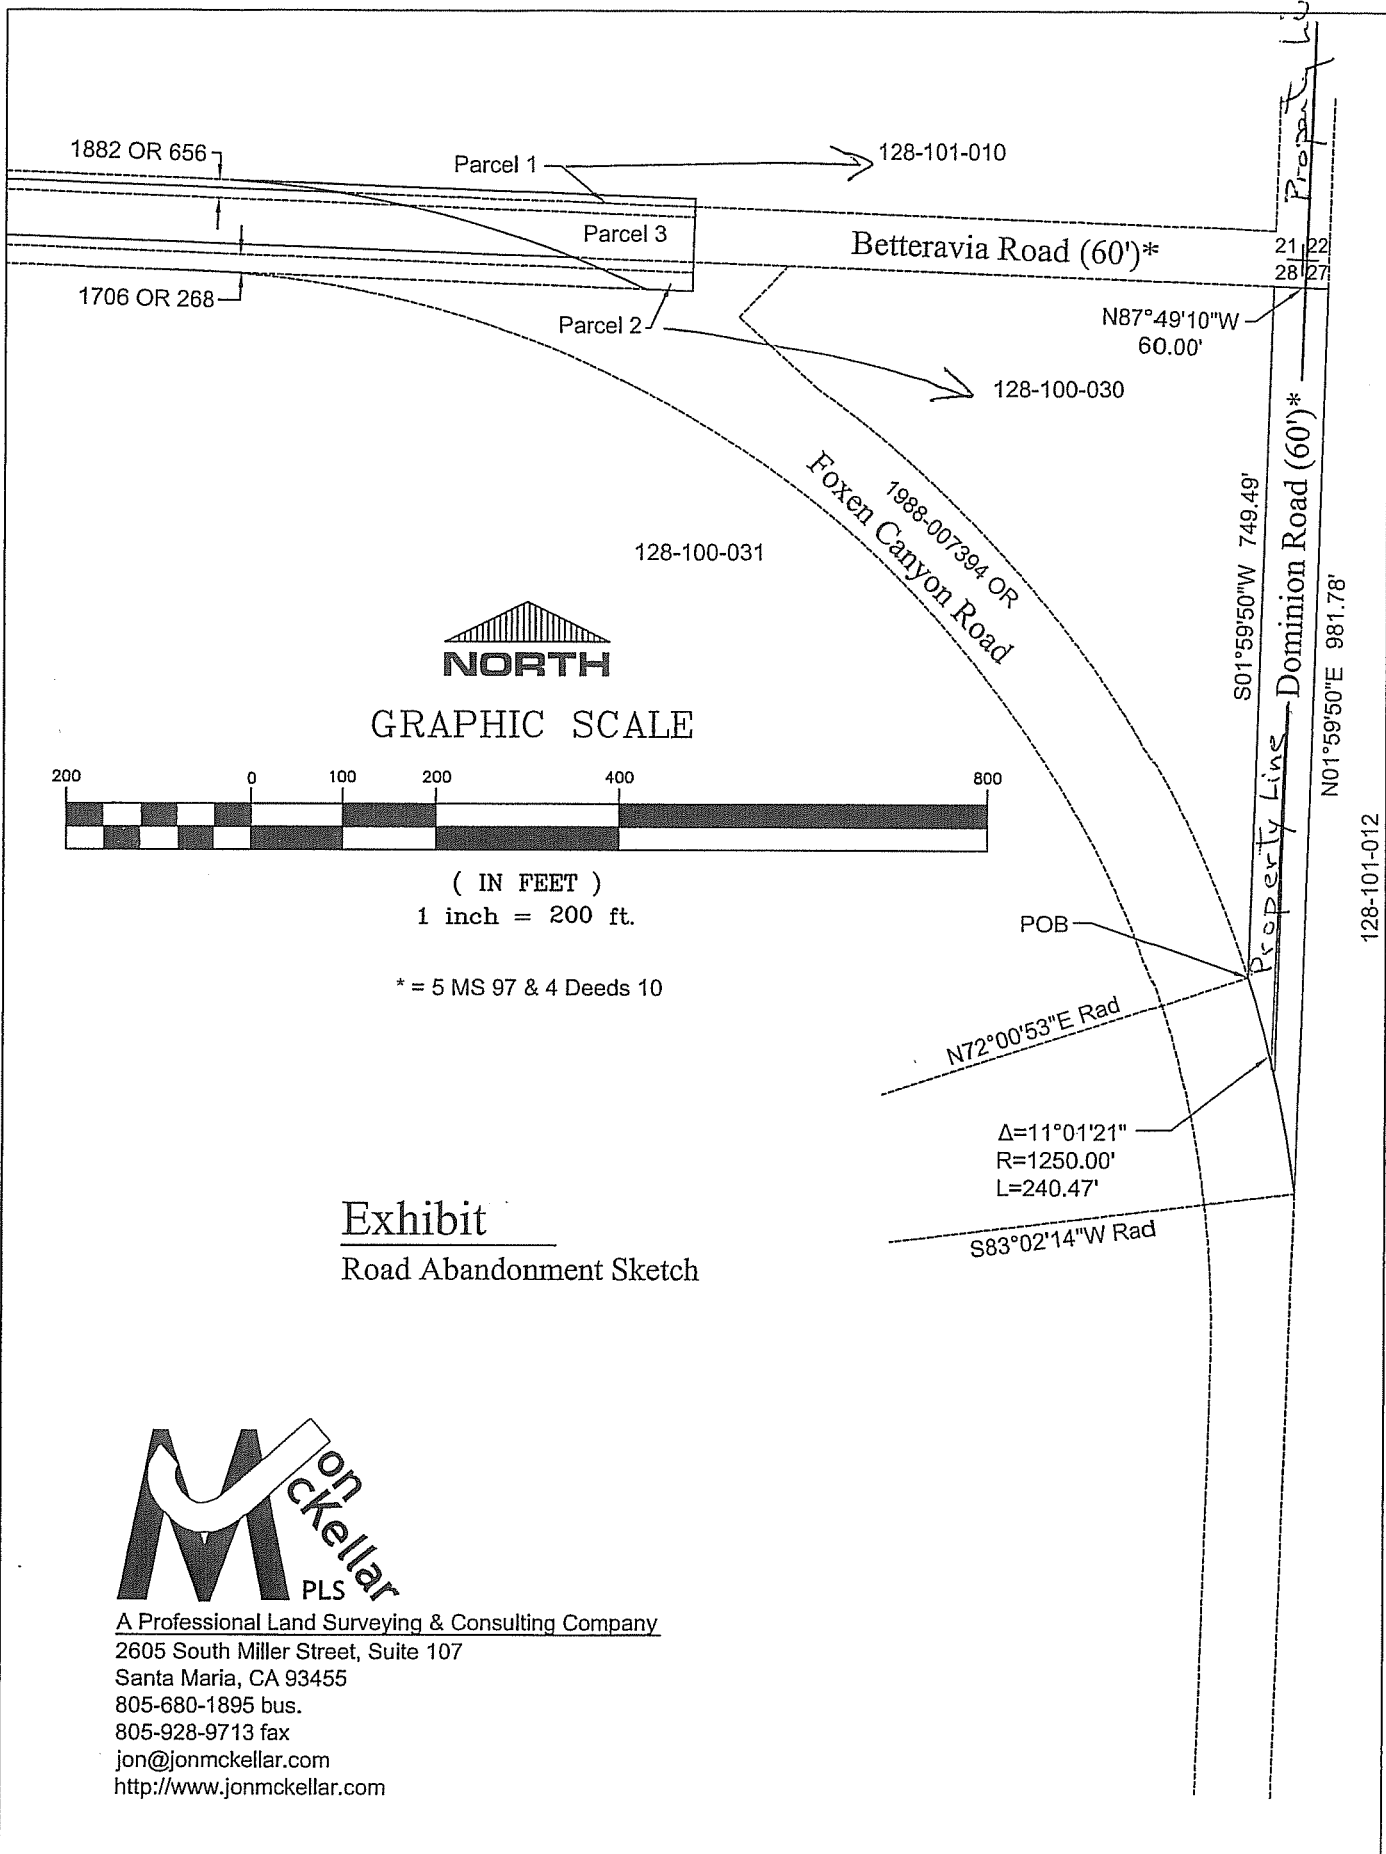 Property
1882 OR 656
Parcel 1
128-101-010
Parcel 3
Betteravia Road (60')*
21 22
28 27
1706 OR 268
Parcel 2
N87°49'10"W
60.00'
128-100-030
Foxen Canyon Road
1988-007394 OR
128-100-031
S01°59'50"W 749.49'
Dominion Road (60')*
N01°59'50"E 981.78'
Property Line
128-101-012
NORTH
GRAPHIC SCALE
200 0 100 200 400 800
( IN FEET )
1 inch = 200 ft.
* = 5 MS 97 & 4 Deeds 10
POB
N72°00'53"E Rad
Δ=11°01'21"
R=1250.00'
L=240.47'
S83°02'14"W Rad
Exhibit
Road Abandonment Sketch
Jon
McKellar
PLS
A Professional Land Surveying & Consulting Company
2605 South Miller Street, Suite 107
Santa Maria, CA 93455
805-680-1895 bus.
805-928-9713 fax
jon@jonmckellar.com
http://www.jonmckellar.com